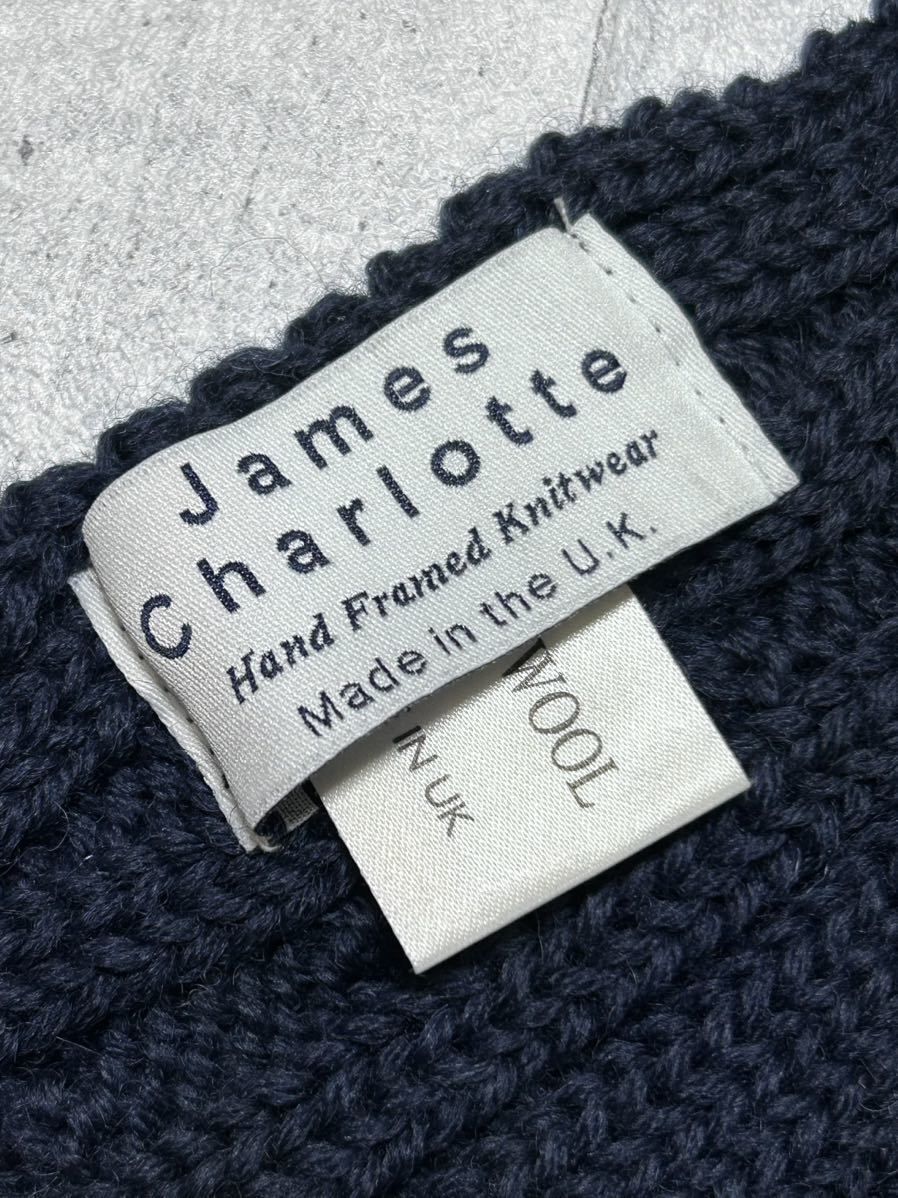 James
Charlotte
Hand Framed Knitwear
Made in the U.K.
WOOL
IN UK